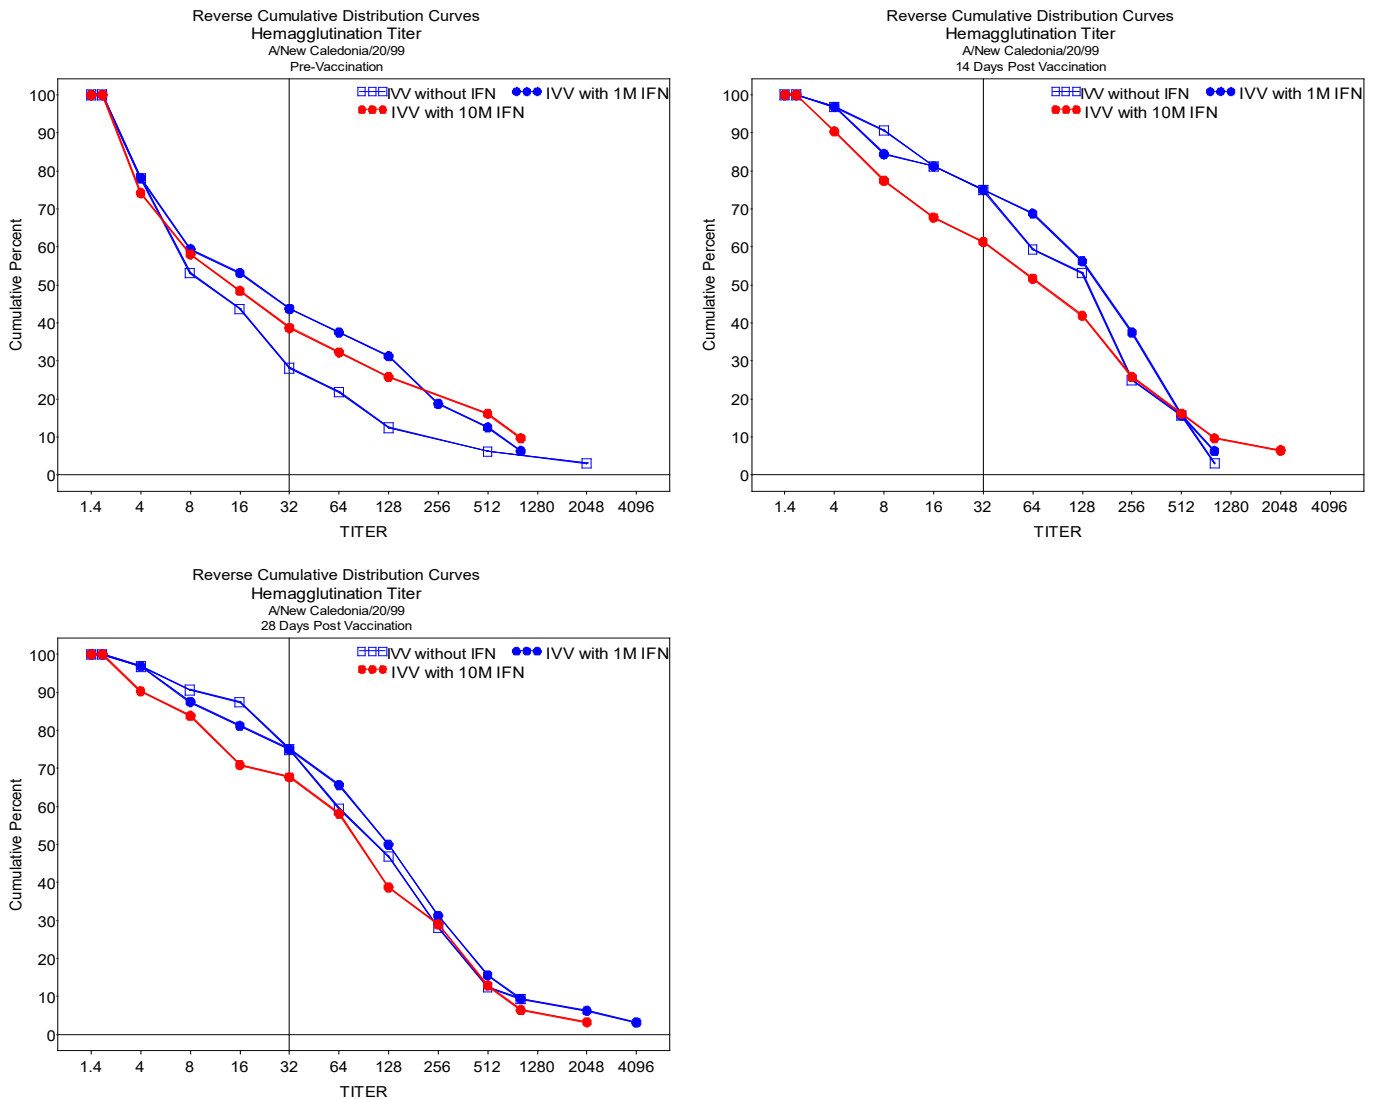 Reverse Cumulative Distribution Curves
Hemagglutination Titer
A/New Caledonia/20/99
Pre-Vaccination
IVV without IFN IVV with 1M IFN
IVV with 10M IFN
100
90
80
70
60
50
40
30
20
10
0
Cumulative Percent
1.4 4 8 16 32 64 128 256 512 1280 2048 4096
TITER
Reverse Cumulative Distribution Curves
Hemagglutination Titer
A/New Caledonia/20/99
14 Days Post Vaccination
IVV without IFN IVV with 1M IFN
IVV with 10M IFN
100
90
80
70
60
50
40
30
20
10
0
Cumulative Percent
1.4 4 8 16 32 64 128 256 512 1280 2048 4096
TITER
Reverse Cumulative Distribution Curves
Hemagglutination Titer
A/New Caledonia/20/99
28 Days Post Vaccination
IVV without IFN IVV with 1M IFN
IVV with 10M IFN
100
90
80
70
60
50
40
30
20
10
0
Cumulative Percent
1.4 4 8 16 32 64 128 256 512 1280 2048 4096
TITER